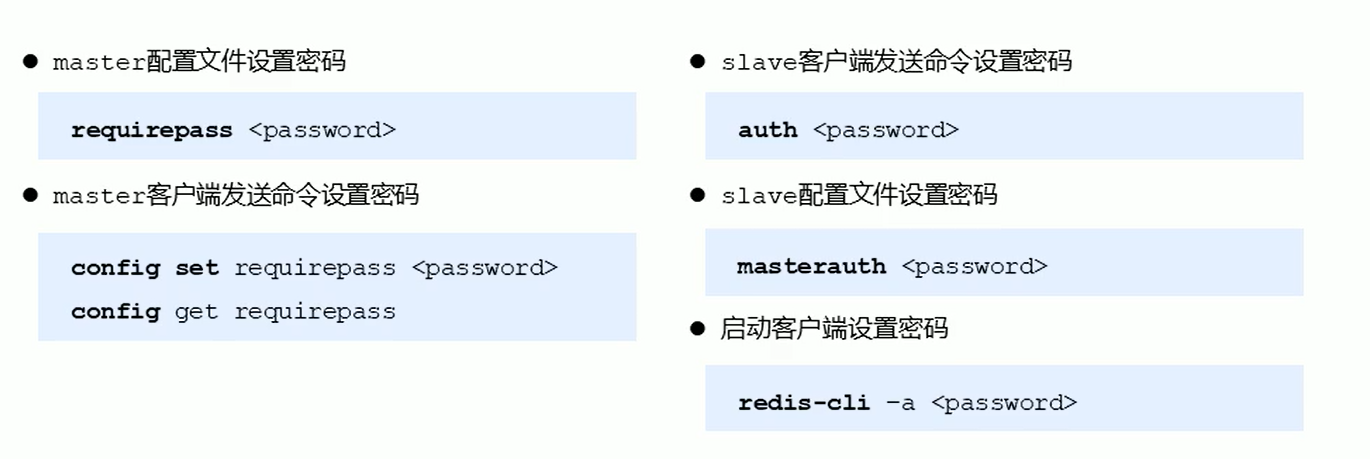 ● master配置文件设置密码
requirepass <password>
● master客户端发送命令设置密码
config set requirepass <password>
config get requirepass
● slave客户端发送命令设置密码
auth <password>
● slave配置文件设置密码
masterauth <password>
● 启动客户端设置密码
redis-cli –a <password>